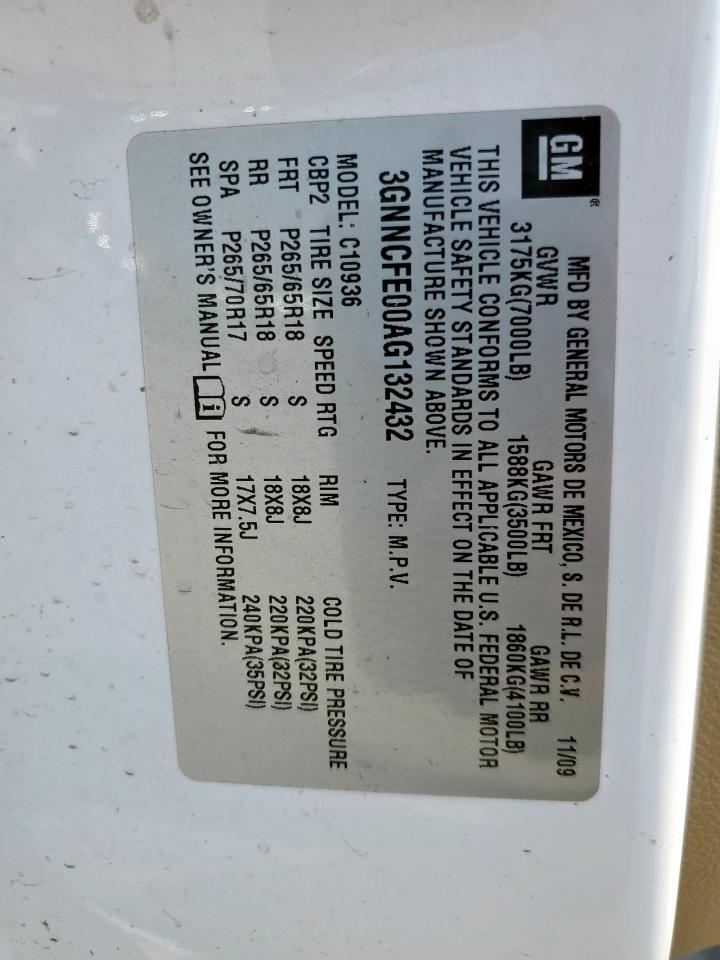 GM®
MFD BY GENERAL MOTORS DE MEXICO, S. DE R.L. DE C.V. 11/09
GVWR GAWR FRT GAWR RR
3175KG(7000LB) 1588KG(3500LB) 1860KG(4100LB)
THIS VEHICLE CONFORMS TO ALL APPLICABLE U.S. FEDERAL MOTOR
VEHICLE SAFETY STANDARDS IN EFFECT ON THE DATE OF
MANUFACTURE SHOWN ABOVE.
3GNNCFE00AG132432 TYPE: M.P.V.
MODEL: C10936
CBP2 TIRE SIZE SPEED RTG RIM COLD TIRE PRESSURE
FRT P265/65R18 S 18X8J 220KPA(32PSI)
RR P265/65R18 S 18X8J 220KPA(32PSI)
SPA P265/70R17 S 17X7.5J 240KPA(35PSI)
SEE OWNER'S MANUAL i FOR MORE INFORMATION.